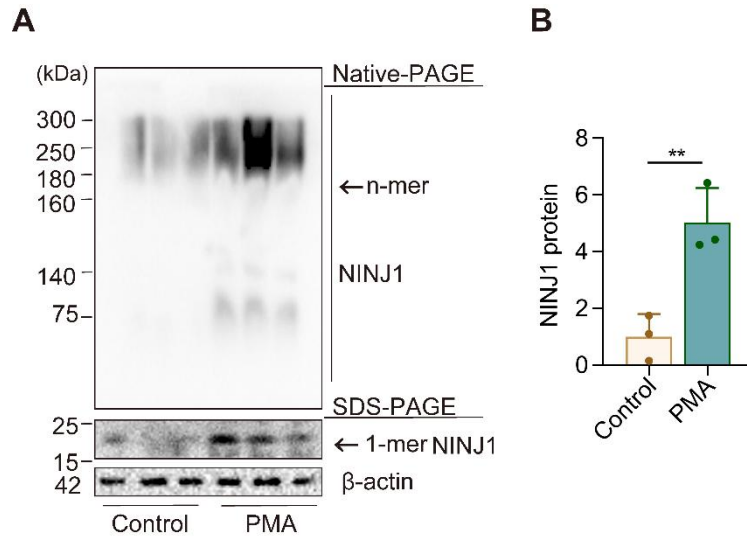 A
(kDa)
Native-PAGE
300
250
180
160
140
75
←n-mer
NINJ1
SDS-PAGE
25
15
← 1-mer NINJ1
42
β-actin
Control
PMA
B
NINJ1 protein
8
6
4
2
0
**
Control
PMA